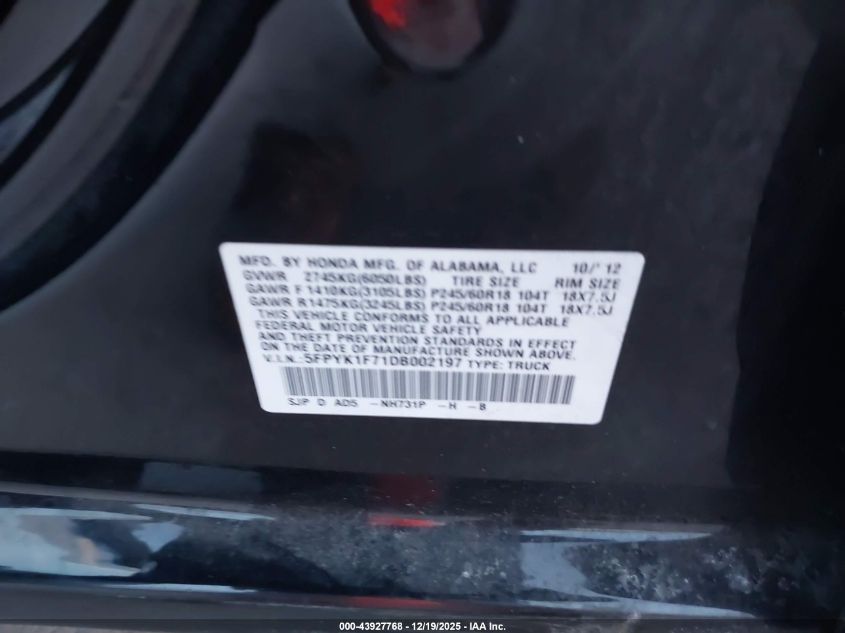 MFD. BY HONDA MFG. OF ALABAMA, LLC 10/'12
GVWR 2745KG(6050LBS) TIRE SIZE RIM SIZE
GAWR F 1410KG(3105LBS) P245/60R18 104T 18X7.5J
GAWR R1475KG(3245LBS) P245/60R18 104T 18X7.5J
THIS VEHICLE CONFORMS TO ALL APPLICABLE
FEDERAL MOTOR VEHICLE SAFETY
AND THEFT PREVENTION STANDARDS IN EFFECT
ON THE DATE OF MANUFACTURE SHOWN ABOVE.
V.I.N.: 5FPYK1F71DB002197 TYPE: TRUCK
SJP D AD5 -NH731P -H -B
000-43927768 - 12/19/2025 - IAA Inc.